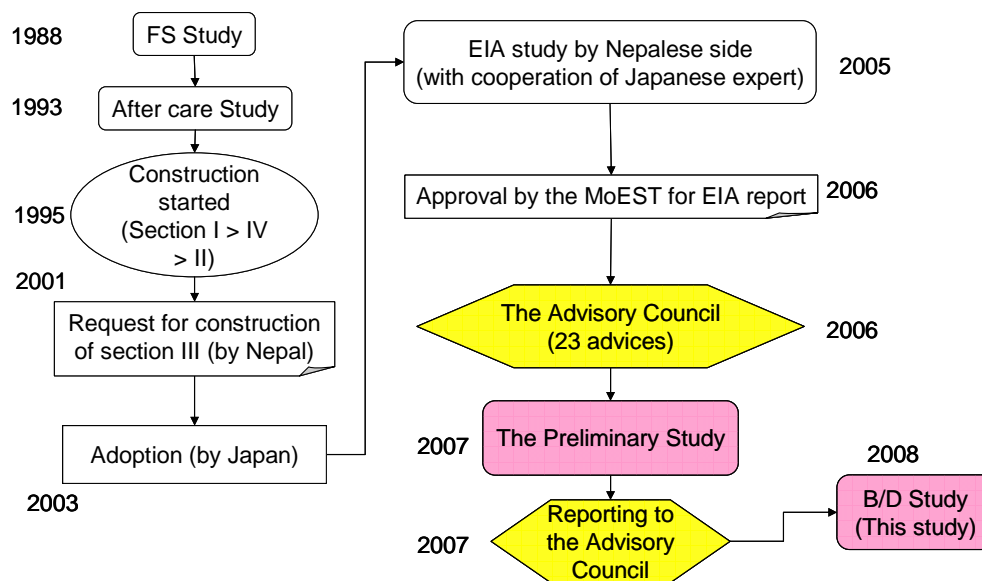 1988
FS Study
1993
After care Study
1995
Construction
started
(Section I > IV
> II)
2001
Request for construction
of section III (by Nepal)
Adoption (by Japan)
2003
EIA study by Nepalese side
(with cooperation of Japanese expert)
2005
Approval by the MoEST for EIA report
2006
The Advisory Council
(23 advices)
2006
The Preliminary Study
2007
Reporting to
the Advisory
Council
2007
2008
B/D Study
(This study)